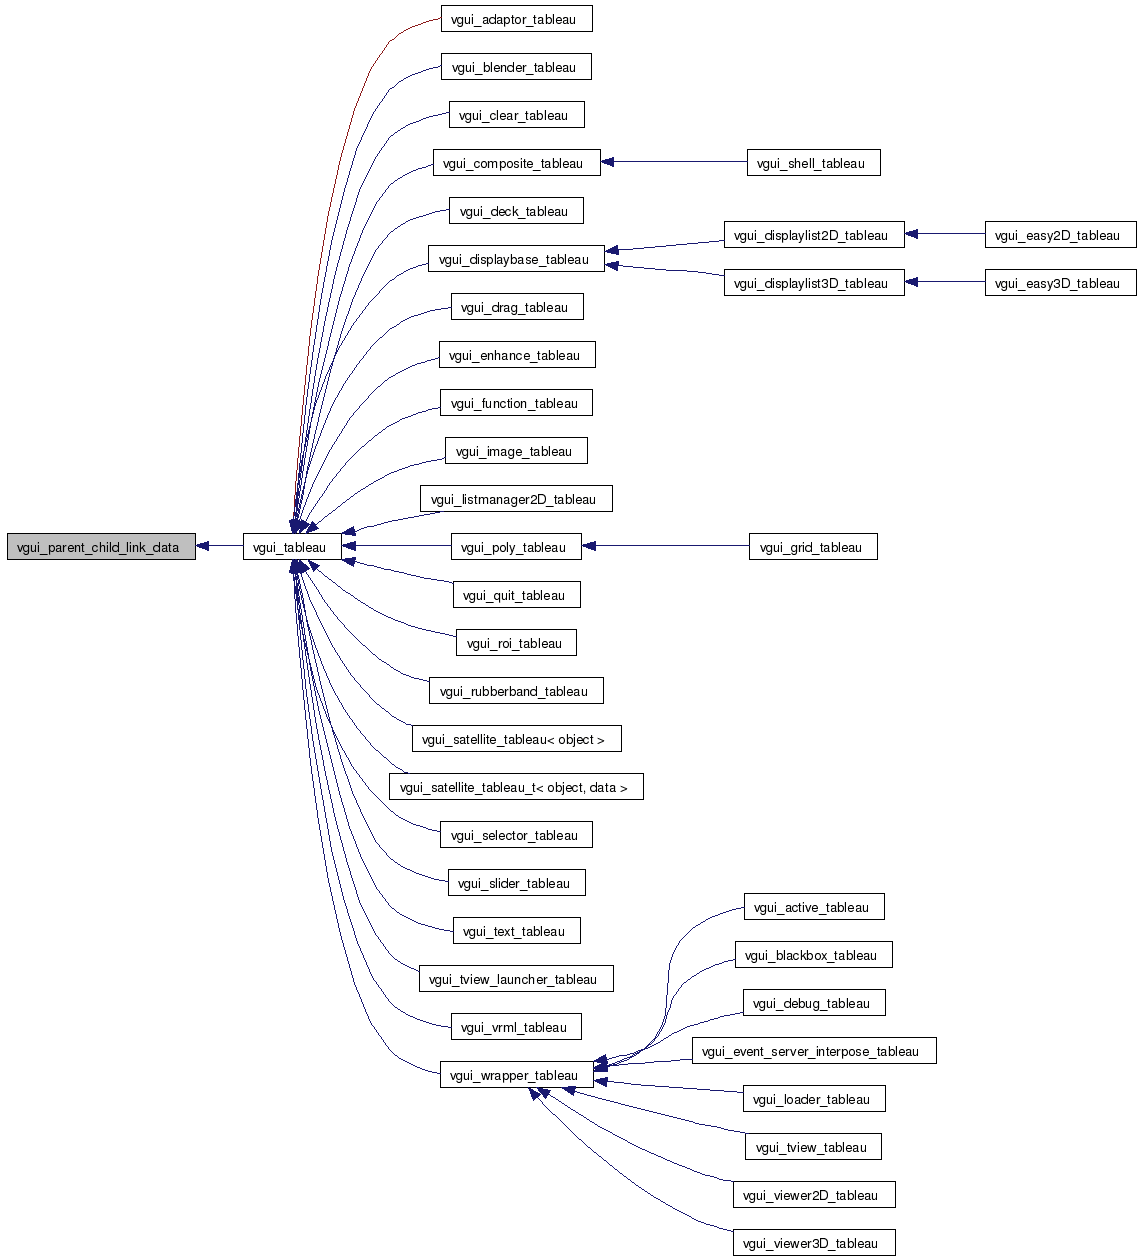 vgui_adaptor_tableau
vgui_blender_tableau
vgui_clear_tableau
vgui_composite_tableau
vgui_shell_tableau
vgui_deck_tableau
vgui_displaylist2D_tableau
vgui_easy2D_tableau
vgui_displaybase_tableau
vgui_displaylist3D_tableau
vgui_easy3D_tableau
vgui_drag_tableau
vgui_enhance_tableau
vgui_function_tableau
vgui_image_tableau
vgui_listmanager2D_tableau
vgui_parent_child_link_data
vgui_tableau
vgui_poly_tableau
vgui_grid_tableau
vgui_quit_tableau
vgui_roi_tableau
vgui_rubberband_tableau
vgui_satellite_tableau< object >
vgui_satellite_tableau_t< object, data >
vgui_selector_tableau
vgui_slider_tableau
vgui_active_tableau
vgui_text_tableau
vgui_blackbox_tableau
vgui_tview_launcher_tableau
vgui_debug_tableau
vgui_vrml_tableau
vgui_event_server_interpose_tableau
vgui_wrapper_tableau
vgui_loader_tableau
vgui_tview_tableau
vgui_viewer2D_tableau
vgui_viewer3D_tableau